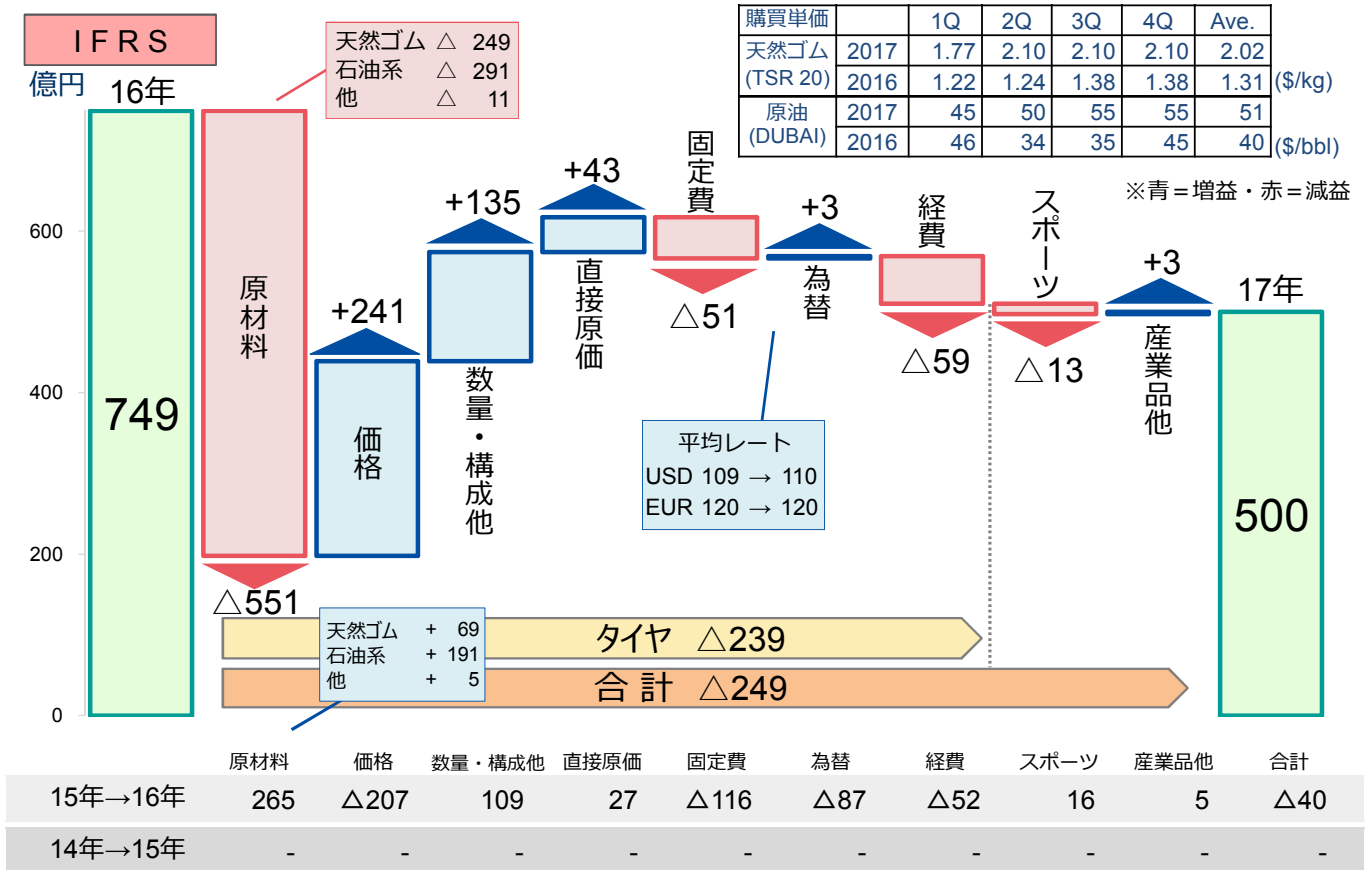 IFRS
億円
16年
天然ゴム △ 249
石油系 △ 291
他 △ 11
購買単価 1Q 2Q 3Q 4Q Ave.
天然ゴム 2017 1.77 2.10 2.10 2.10 2.02
(TSR 20) 2016 1.22 1.24 1.38 1.38 1.31 ($/kg)
原油 2017 45 50 55 55 51
(DUBAI) 2016 46 34 35 45 40 ($/bbl)
※青＝増益・赤＝減益
600
400
200
0
749
原材料
△551
+241
価格
+135
数量・構成他
+43
直接原価
固定費
△51
+3
為替
経費
△59
スポーツ
△13
+3
産業品他
17年
500
平均レート
USD 109 → 110
EUR 120 → 120
天然ゴム + 69
石油系 + 191
他 + 5
タイヤ △239
合計 △249
原材料 価格 数量・構成他 直接原価 固定費 為替 経費 スポーツ 産業品他 合計
15年→16年 265 △207 109 27 △116 △87 △52 16 5 △40
14年→15年 - - - - - - - - - -